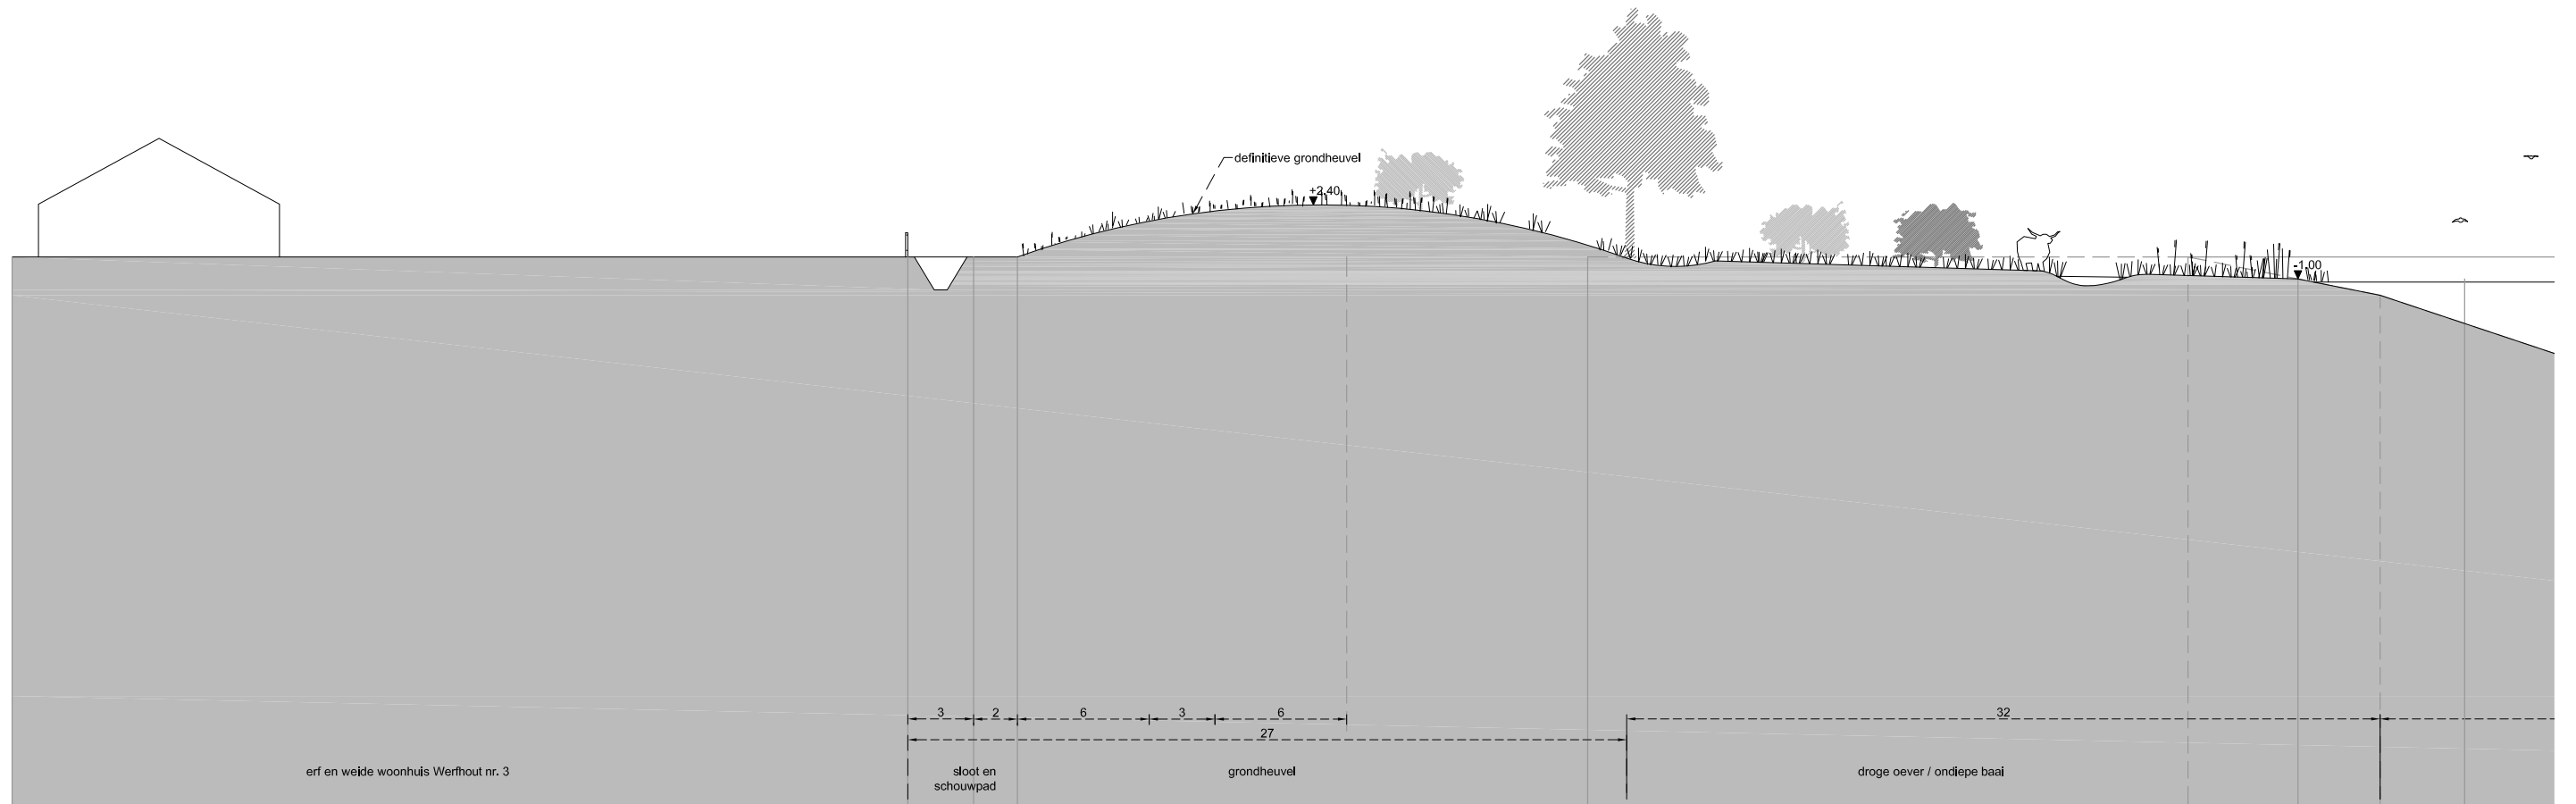 definitieve grondheuvel
+2.40
-1.00
3
2
6
3
6
32
27
erf en weide woonhuis Werfhout nr. 3
sloot en
schouwpad
grondheuvel
droge oever / ondiepe baai